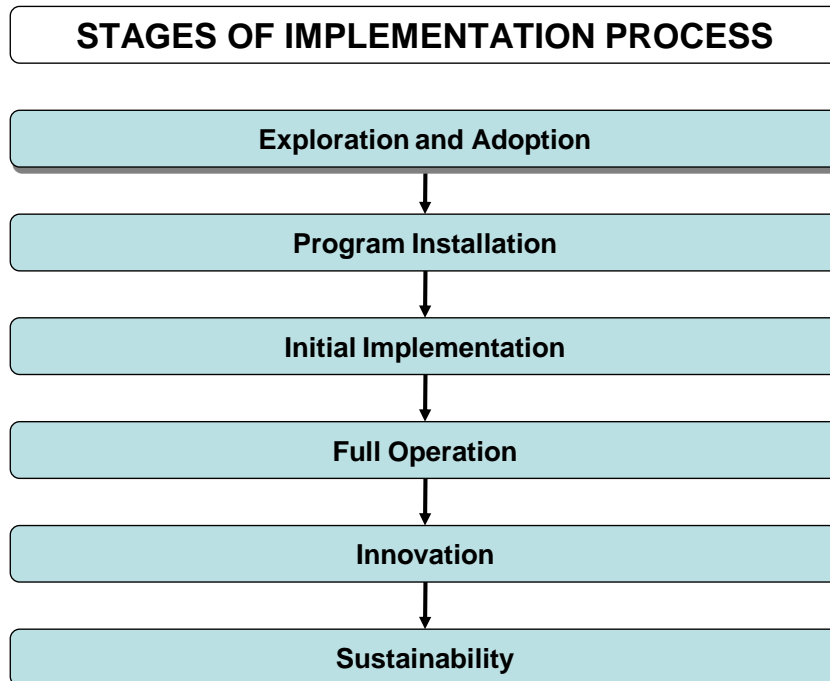 STAGES OF IMPLEMENTATION PROCESS
Exploration and Adoption
Program Installation
Initial Implementation
Full Operation
Innovation
Sustainability